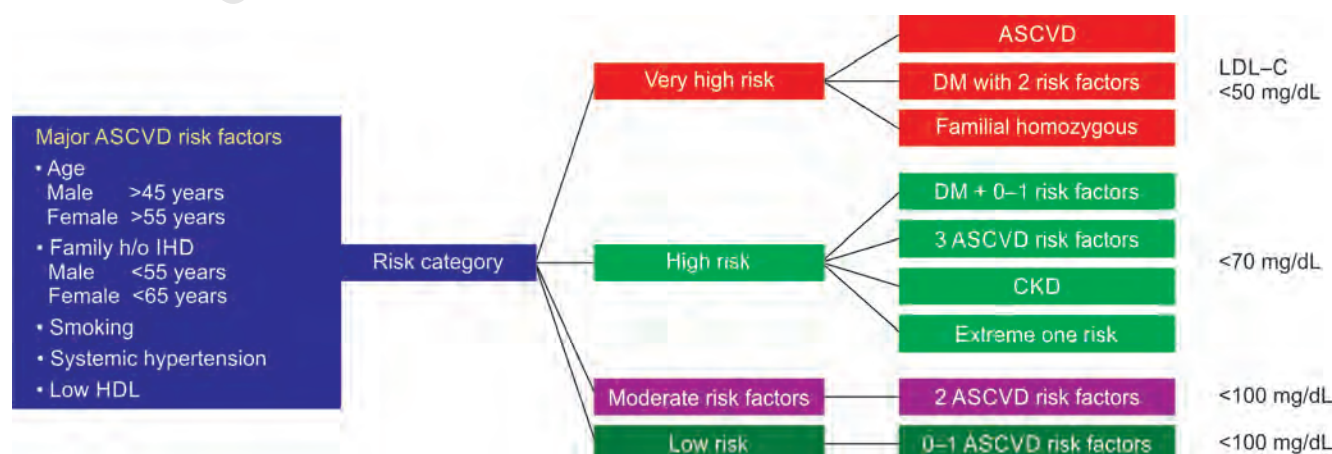 Major ASCVD risk factors
• Age
Male >45 years
Female >55 years
• Family h/o IHD
Male <55 years
Female <65 years
• Smoking
• Systemic hypertension
• Low HDL
Risk category
Very high risk
ASCVD
DM with 2 risk factors
Familial homozygous
LDL–C
<50 mg/dL
High risk
DM + 0–1 risk factors
3 ASCVD risk factors
CKD
Extreme one risk
<70 mg/dL
Moderate risk factors
2 ASCVD risk factors
<100 mg/dL
Low risk
0–1 ASCVD risk factors
<100 mg/dL